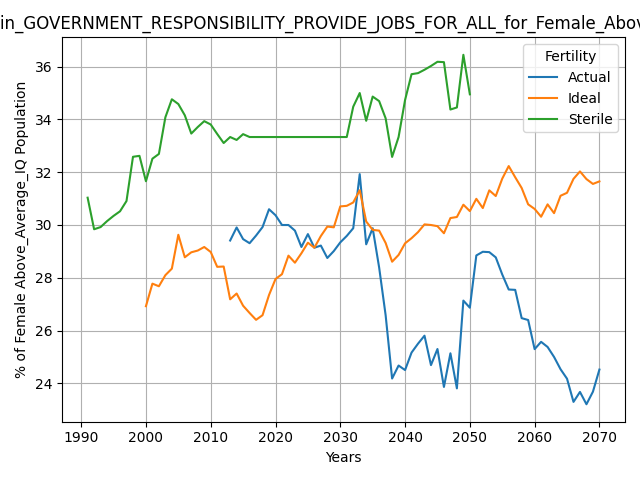 in_GOVERNMENT_RESPONSIBILITY_PROVIDE_JOBS_FOR_ALL_for_Female_Abov
% of Female Above_Average_IQ Population
36
34
32
30
28
26
24
Fertility
Actual
Ideal
Sterile
1990 2000 2010 2020 2030 2040 2050 2060 2070
Years